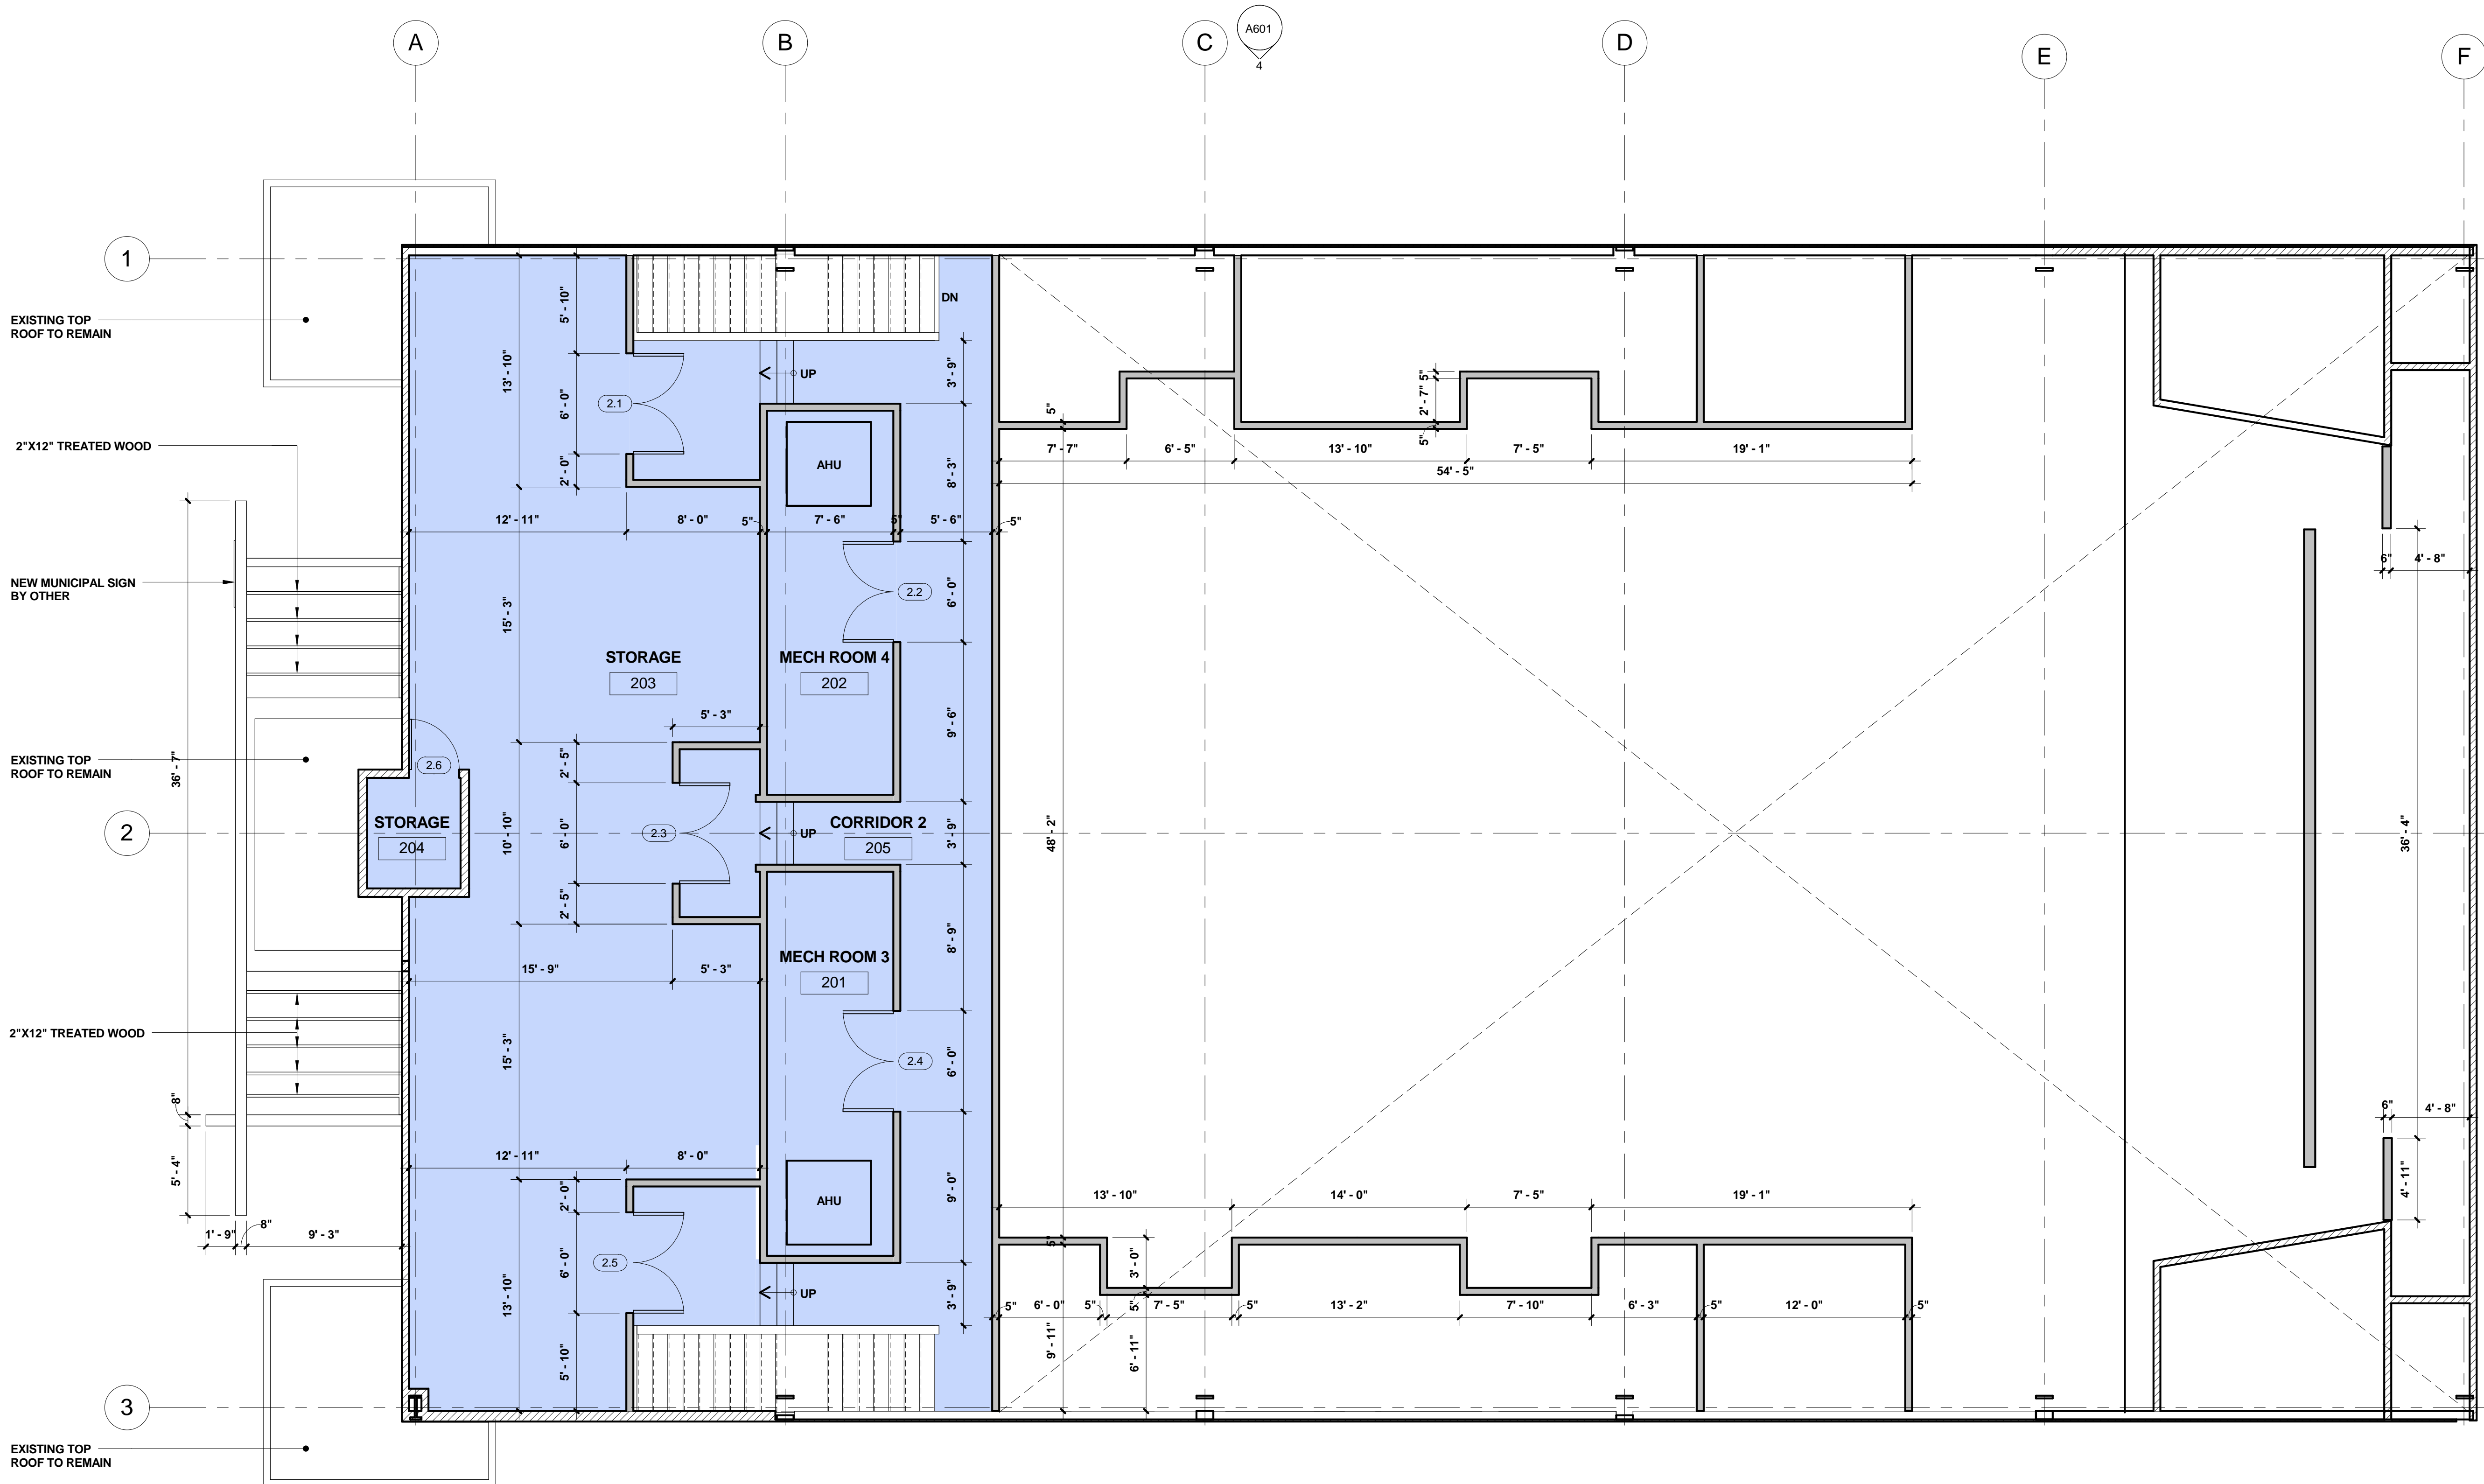 A
B
C
D
E
F
A601
4
1
2
3
EXISTING TOP
ROOF TO REMAIN
2"X12" TREATED WOOD
NEW MUNICIPAL SIGN
BY OTHER
EXISTING TOP
ROOF TO REMAIN
2"X12" TREATED WOOD
EXISTING TOP
ROOF TO REMAIN
36' - 7"
8"
5' - 4"
1' - 9"
8"
9' - 3"
13' - 10"
15' - 3"
10' - 10"
15' - 3"
13' - 10"
5' - 10"
6' - 0"
2' - 0"
2.1
DN
UP
3' - 9"
AHU
8' - 3"
12' - 11"
8' - 0"
5"
7' - 6"
5"
5' - 6"
5"
2.2
6' - 0"
STORAGE
203
MECH ROOM 4
202
9' - 6"
5' - 3"
2' - 5"
6' - 0"
2' - 5"
2.6
STORAGE
204
2.3
UP
CORRIDOR 2
205
3' - 9"
8' - 9"
MECH ROOM 3
201
15' - 9"
5' - 3"
2.4
6' - 0"
12' - 11"
8' - 0"
9' - 0"
AHU
2' - 0"
6' - 0"
5' - 10"
2.5
UP
3' - 9"
5"
2' - 7"
5"
5"
7' - 7"
6' - 5"
13' - 10"
7' - 5"
19' - 1"
54' - 5"
48' - 2"
6"
4' - 8"
36' - 4"
6"
4' - 8"
4' - 11"
13' - 10"
14' - 0"
7' - 5"
19' - 1"
5"
3' - 0"
5"
5"
6' - 0"
5"
7' - 5"
5"
13' - 2"
7' - 10"
6' - 3"
5"
12' - 0"
5"
9' - 11"
6' - 11"